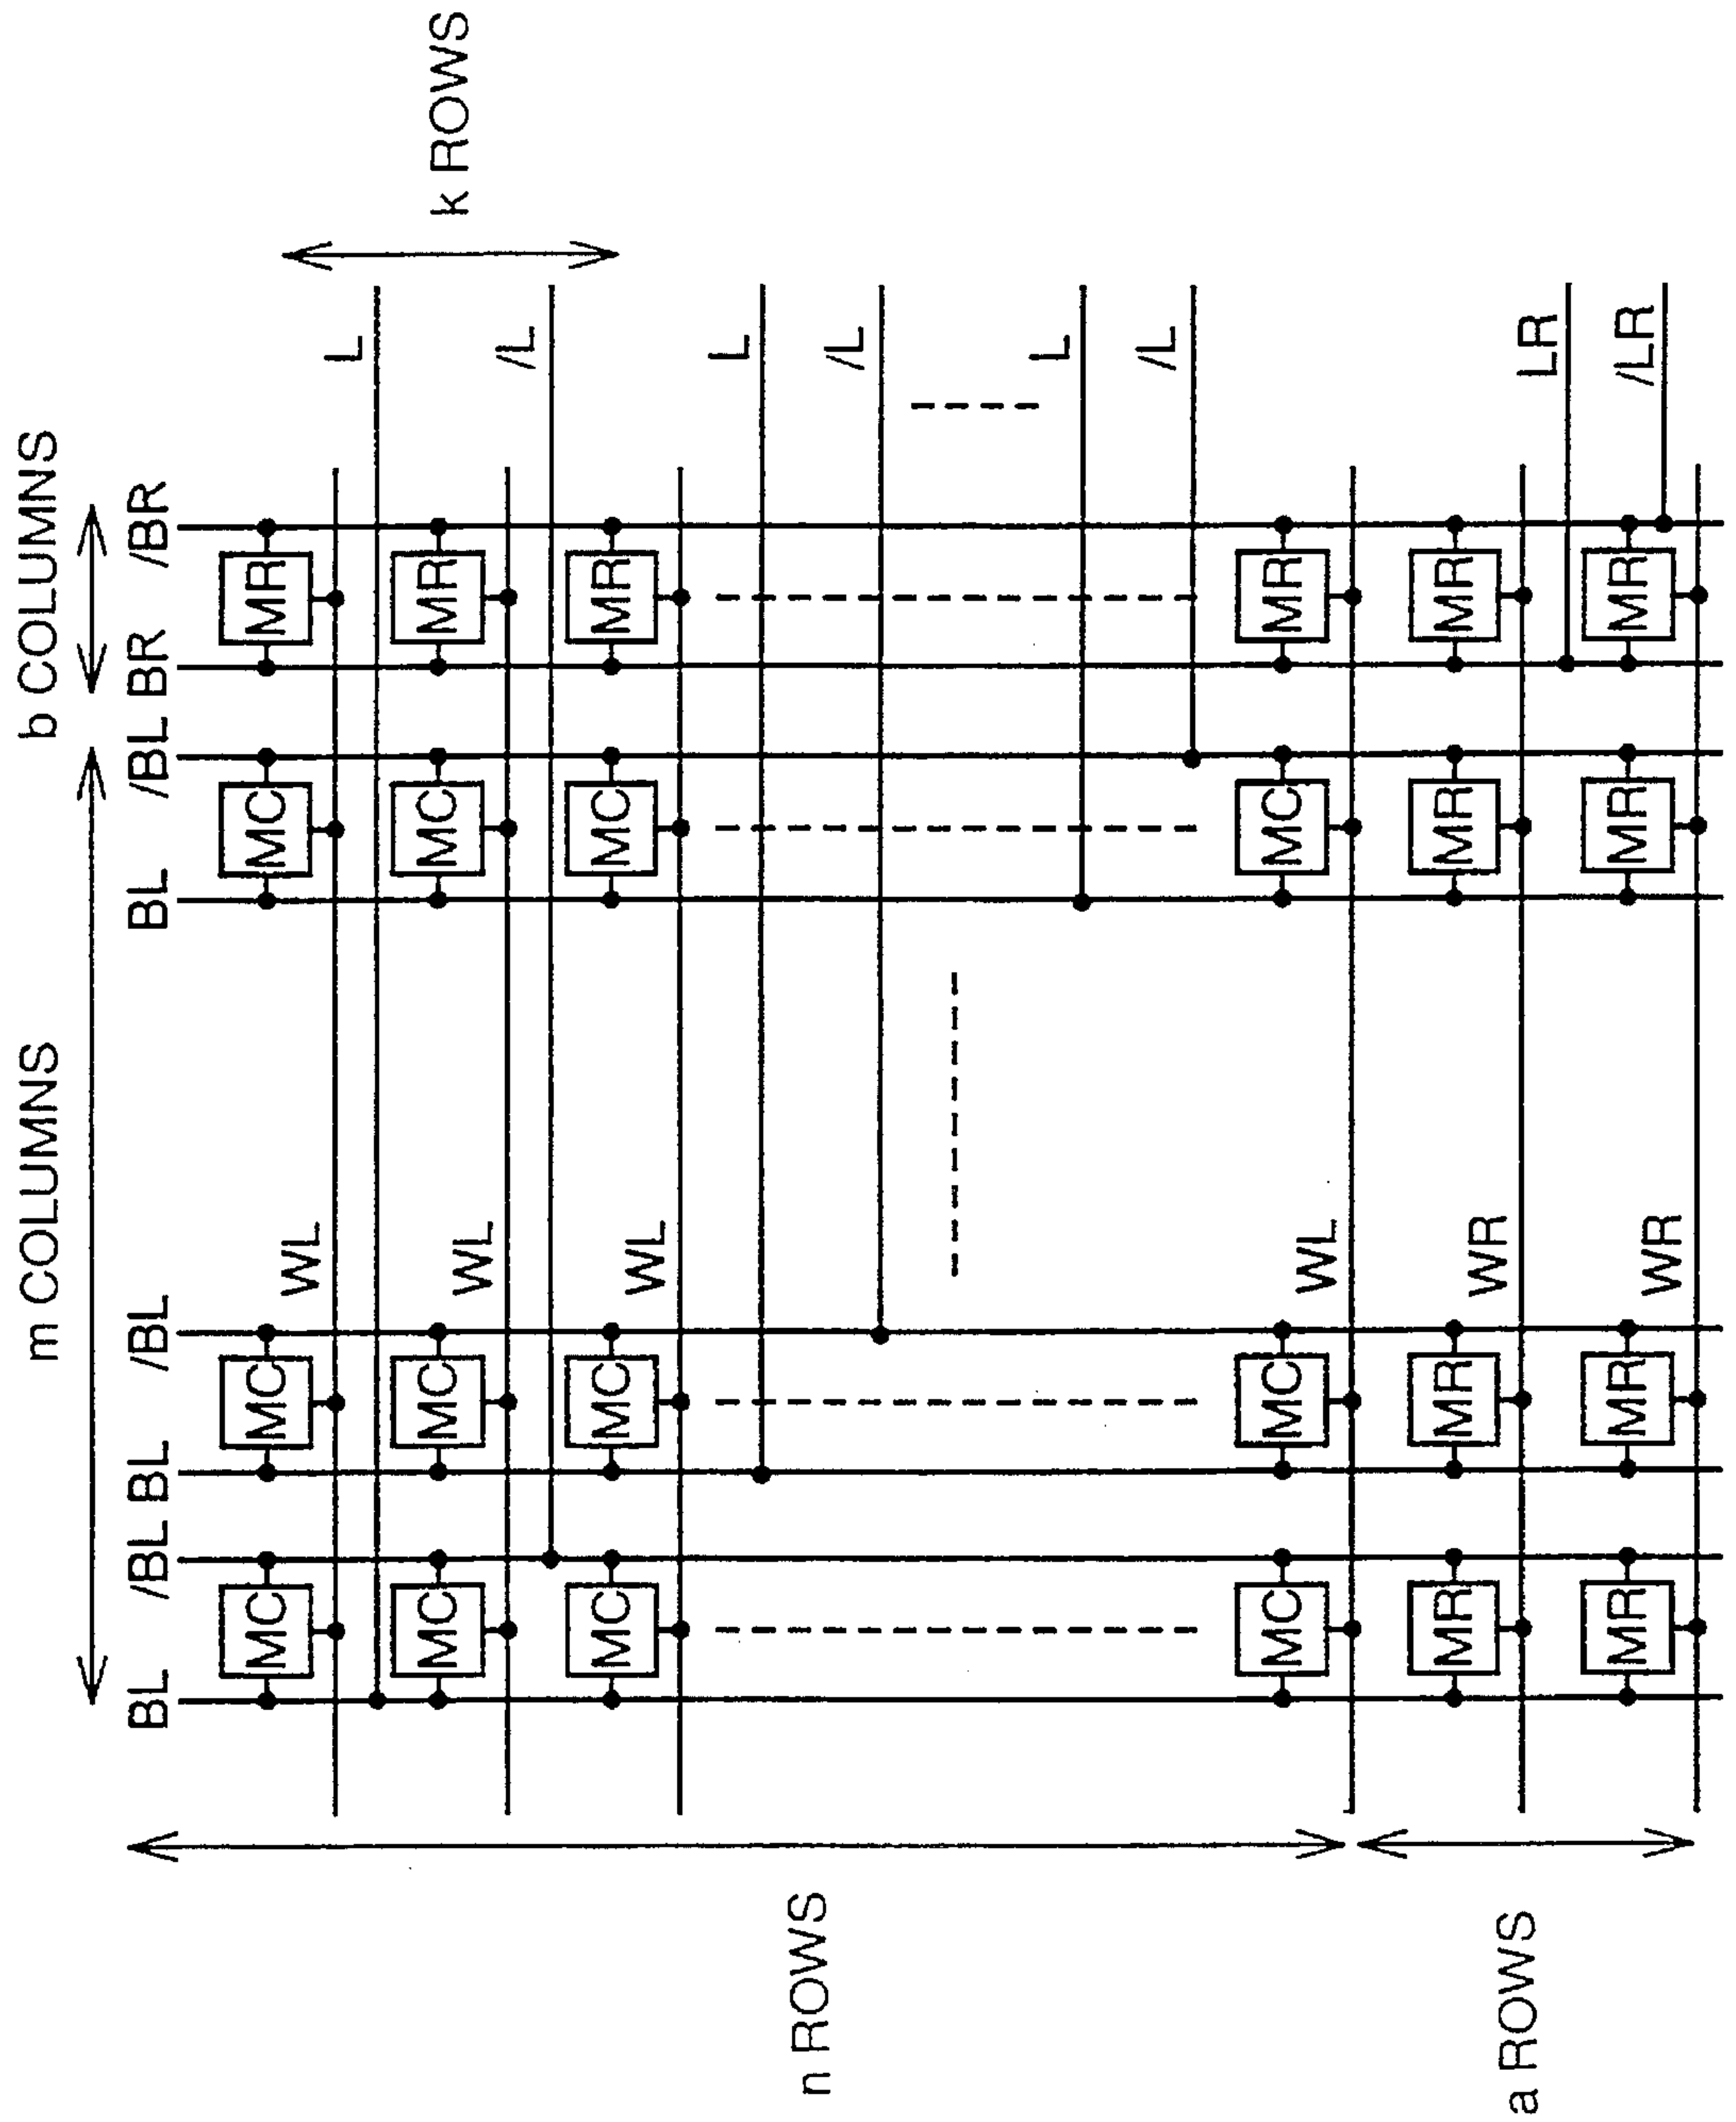 m COLUMNS b COLUMNS
BL /BL BL /BL BL /BL BR /BR
MC MC MC MR
WL
L
MC MC MC MR
k ROWS
WL
/L
MC MC MC MR
WL
L
n ROWS
/L
L
/L
MC MC MC MR
WL
MR MR MR MR
WR
a ROWS
LR
MR MR MR MR
/LR
WR